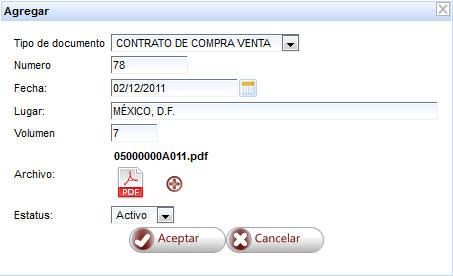 Agregar
Tipo de documento CONTRATO DE COMPRA VENTA
Numero 78
Fecha: 02/12/2011
Lugar: MÉXICO, D.F.
Volumen 7
05000000A011.pdf
Archivo: PDF
Estatus: Activo
Aceptar Cancelar